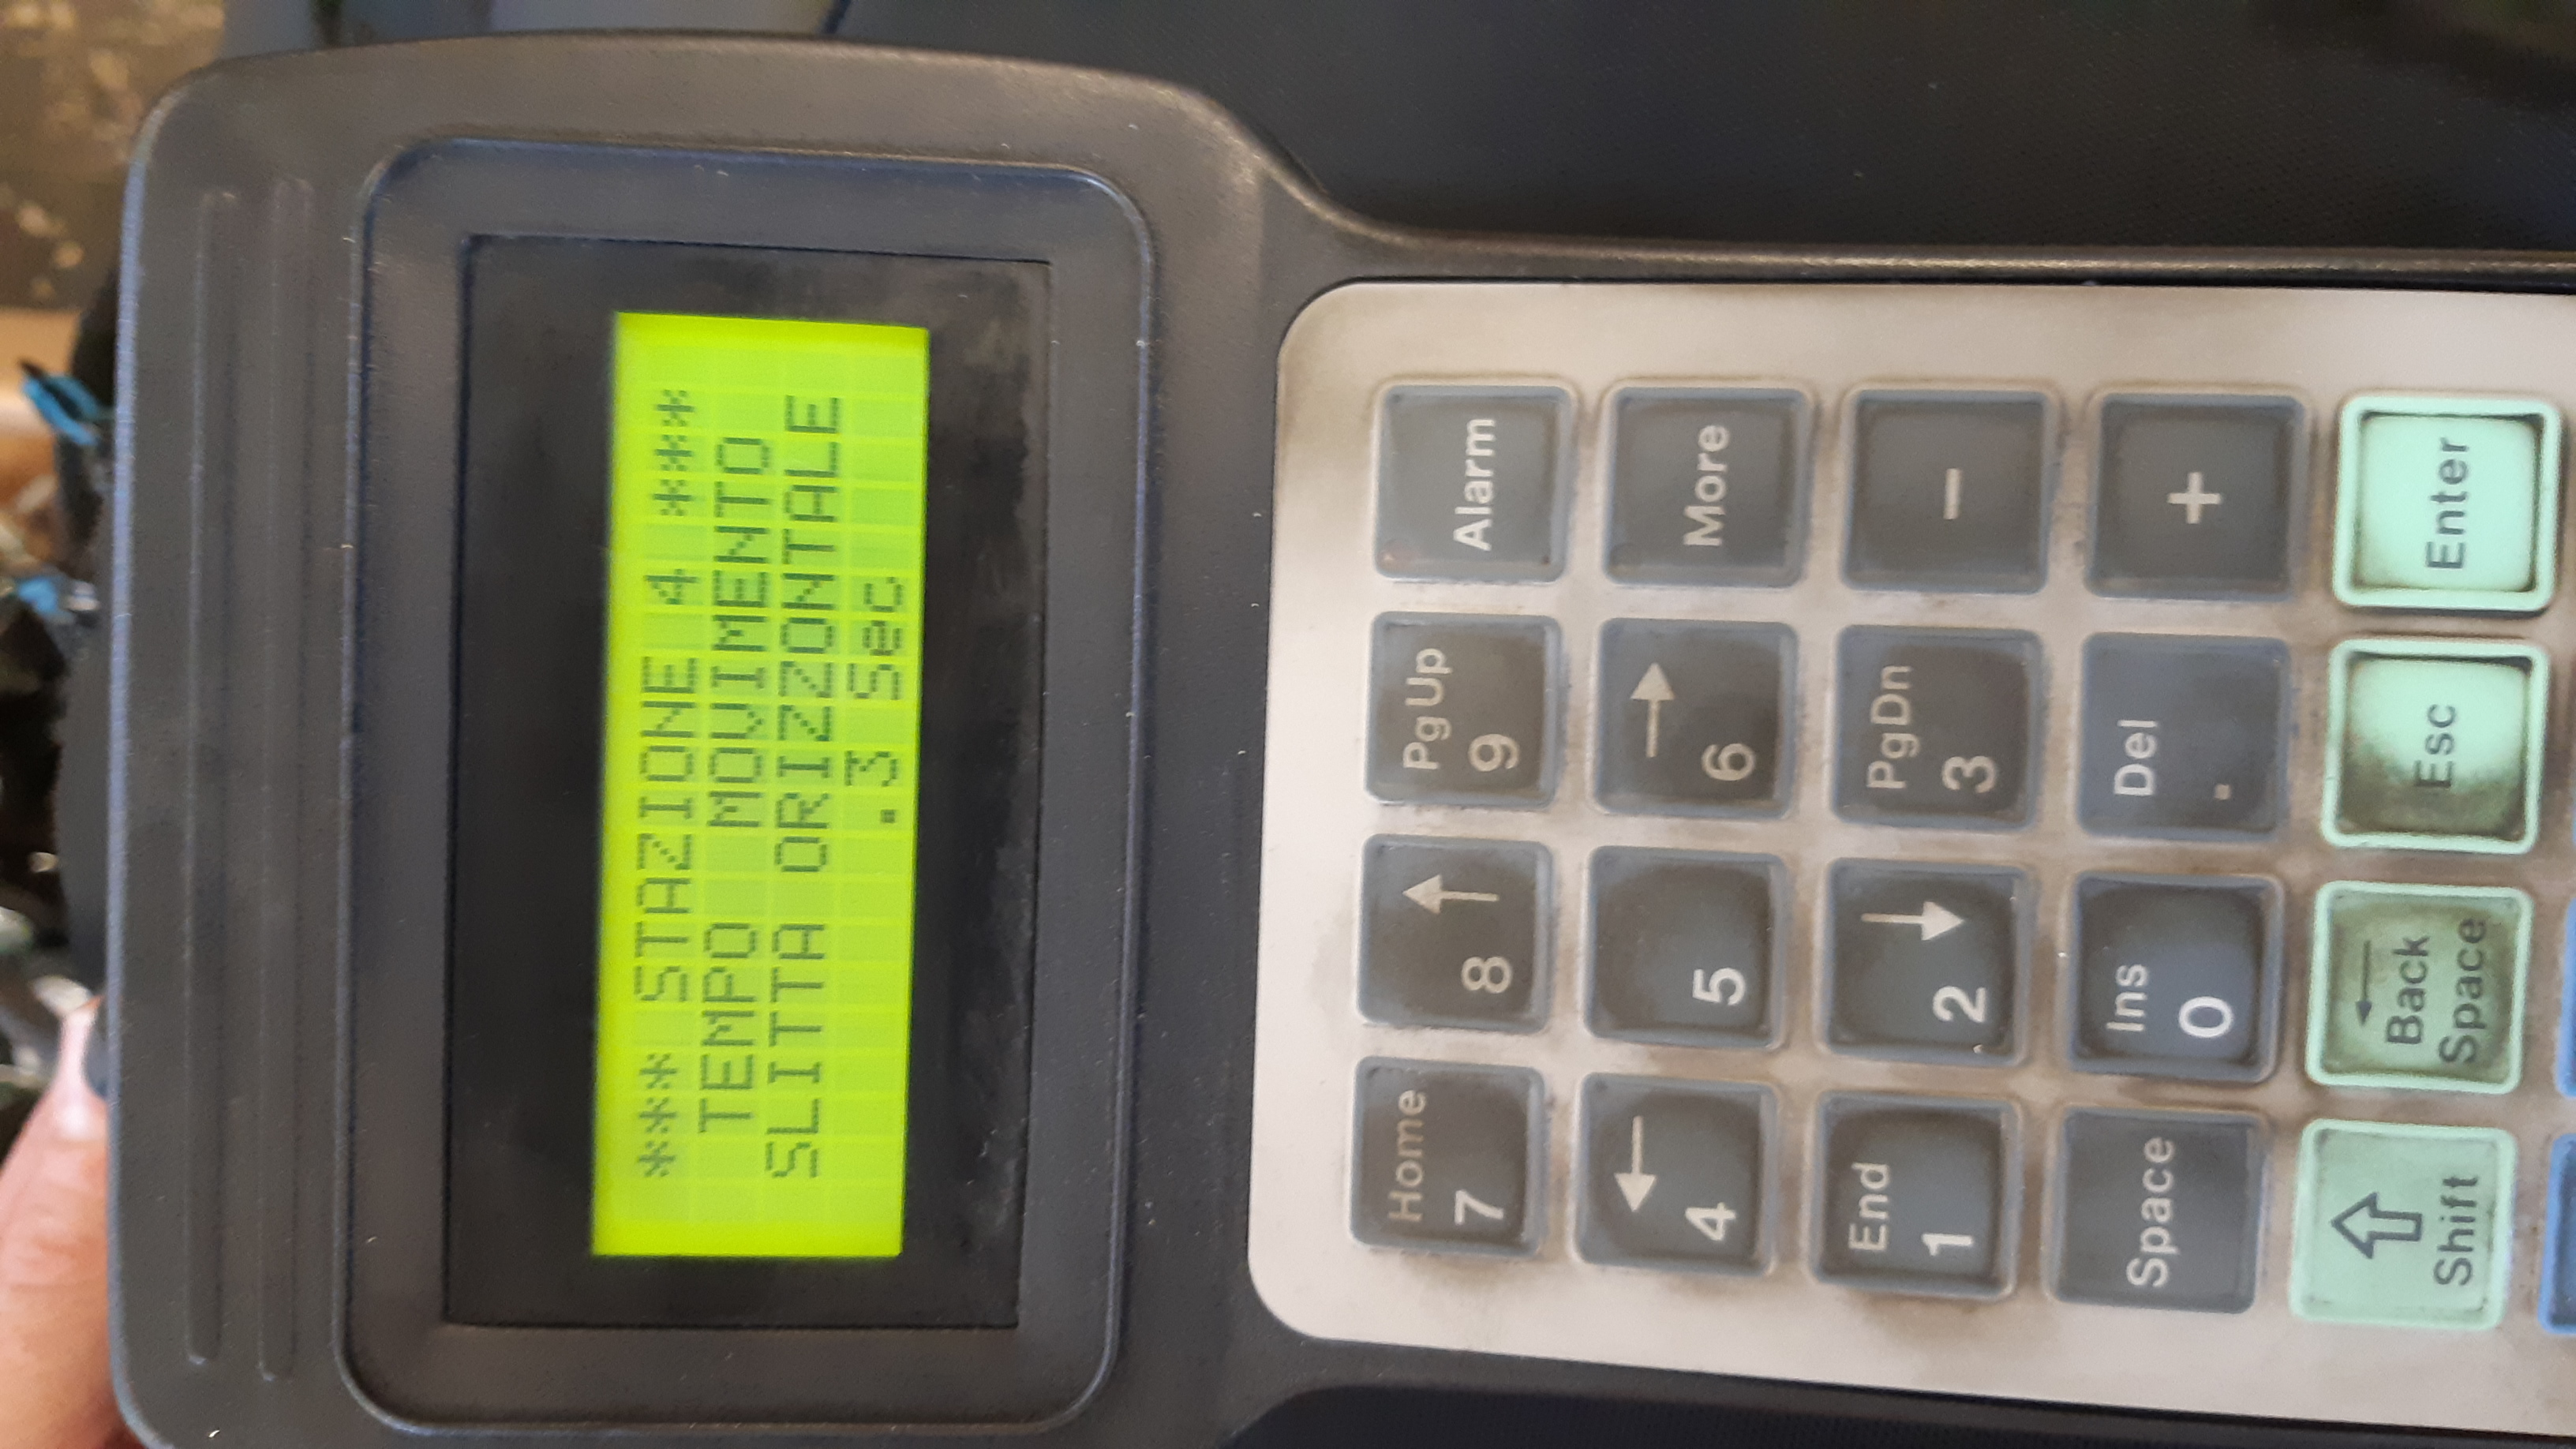 *** STAZIONE 4 ***
TEMPO MOVIMENTO
SLITTA ORIZZONTALE
.3 Sec
Home
7
8
PgUp
9
Alarm
4
5
6
More
End
1
2
PgDn
3
-
Space
Ins
0
Del
.
+
Shift
Back
Space
Esc
Enter